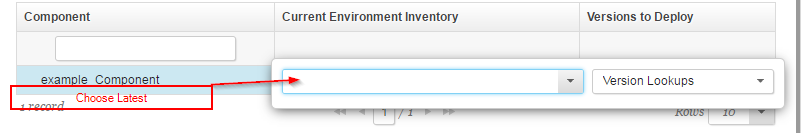 Component Current Environment Inventory Versions to Deploy
example_Component Version Lookups
Choose Latest
1 record 1 / 1 Rows 10